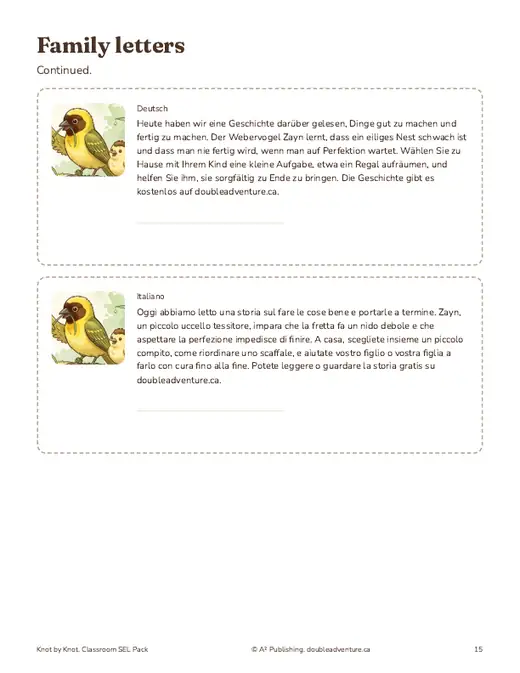 Family letters
Continued.
Deutsch
Heute haben wir eine Geschichte darüber gelesen, Dinge gut zu machen und
fertig zu machen. Der Webervogel Zayn lernt, dass ein eiliges Nest schwach ist
und dass man nie fertig wird, wenn man auf Perfektion wartet. Wählen Sie zu
Hause mit Ihrem Kind eine kleine Aufgabe, etwa ein Regal aufräumen, und
helfen Sie ihm, sie sorgfältig zu Ende zu bringen. Die Geschichte gibt es
kostenlos auf doubleadventure.ca.
Italiano
Oggi abbiamo letto una storia sul fare le cose bene e portarle a termine. Zayn,
un piccolo uccello tessitore, impara che la fretta fa un nido debole e che
aspettare la perfezione impedisce di finire. A casa, scegliete insieme un piccolo
compito, come riordinare uno scaffale, e aiutate vostro figlio o vostra figlia a
farlo con cura fino alla fine. Potete leggere o guardare la storia gratis su
doubleadventure.ca.
Knot by Knot. Classroom SEL Pack
© A² Publishing. doubleadventure.ca
15